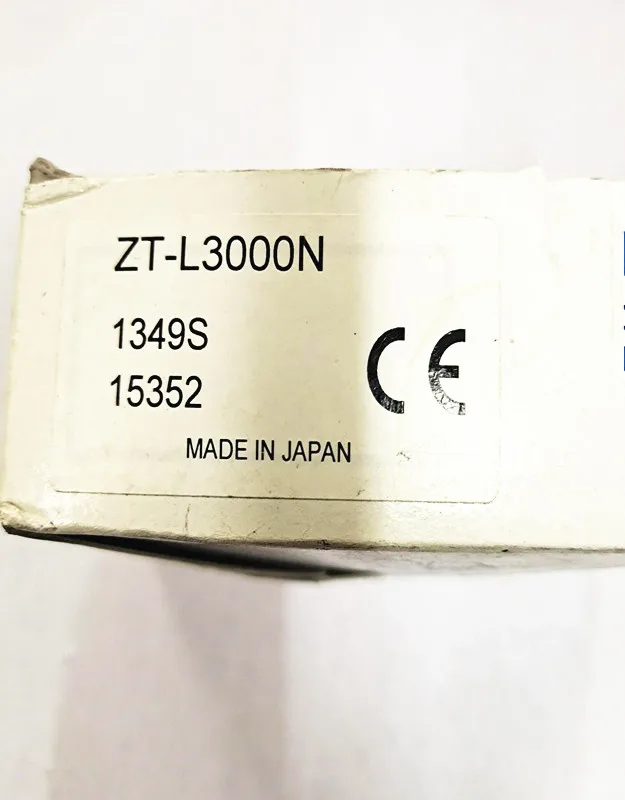 ZT-L3000N
1349S
15352
CE
MADE IN JAPAN